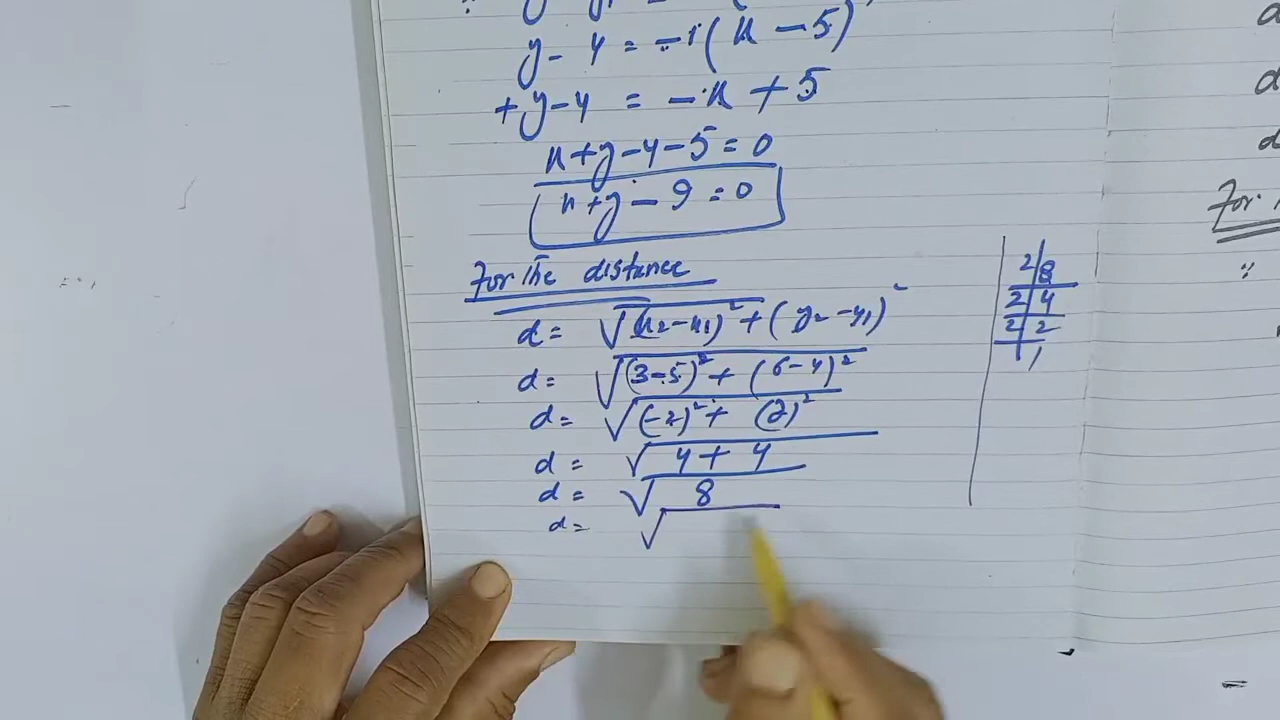 y - 4 = -1(x - 5)
+y - 4 = -x + 5
x + y - 4 - 5 = 0
x + y - 9 = 0
For the distance
d = √(x₂ - x₁)² + (y₂ - y₁)²
d = √(3 - 5)² + (6 - 4)²
d = √(-2)² + (2)²
d = √4 + 4
d = √8
d = √
2 | 8
2 | 4
2 | 2
1
d
d
For
∵